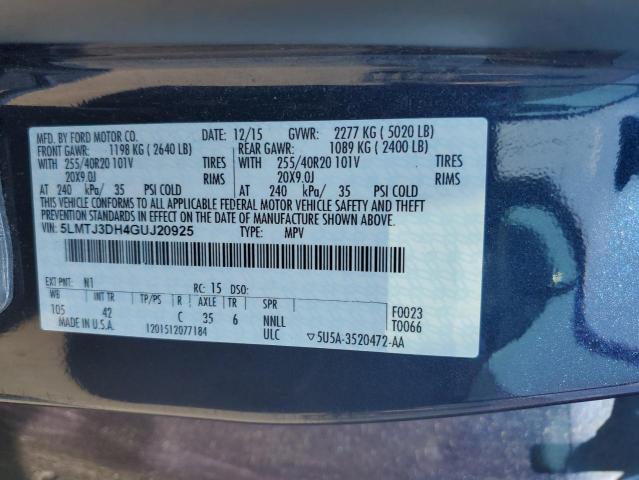 MFD. BY FORD MOTOR CO. DATE: 12/15 GVWR: 2277 KG ( 5020 LB)
FRONT GAWR: 1198 KG ( 2640 LB) REAR GAWR: 1089 KG ( 2400 LB)
WITH 255/40R20 101V TIRES WITH 255/40R20 101V TIRES
20X9.0J RIMS 20X9.0J RIMS
AT 240 kPa/ 35 PSI COLD AT 240 kPa/ 35 PSI COLD
THIS VEHICLE CONFORMS TO ALL APPLICABLE FEDERAL MOTOR VEHICLE SAFETY AND THEFT
PREVENTION STANDARDS IN EFFECT ON THE DATE OF MANUFACTURE SHOWN ABOVE.
VIN: 5LMTJ3DH4GUJ20925 TYPE: MPV
EXT PNT: N1 RC: 15 DSO:
WB INT TR TP/PS R AXLE TR SPR
105 42 C 35 6 NNLL F0023
MADE IN U.S.A. 1201512077184 ULC 5U5A-3520472-AA T0066